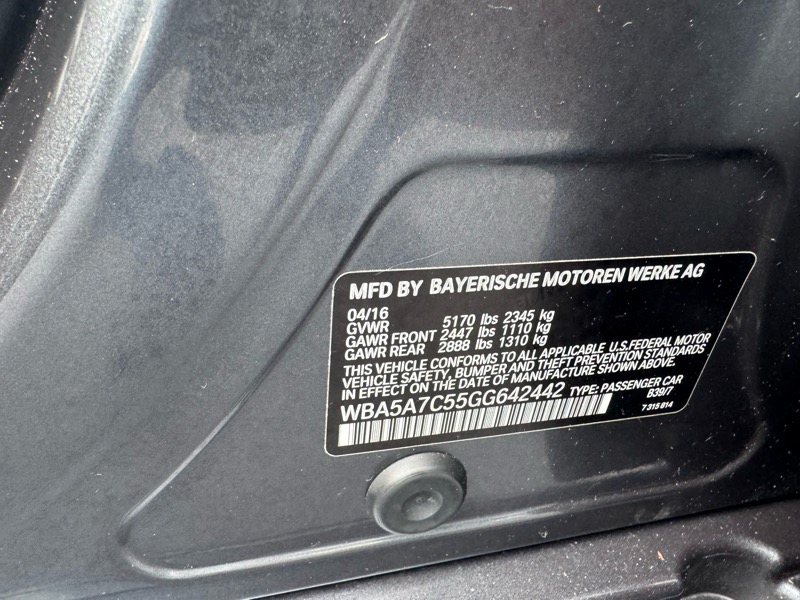 MFD BY BAYERISCHE MOTOREN WERKE AG
04/16
GVWR 5170 lbs 2345 kg
GAWR FRONT 2447 lbs 1110 kg
GAWR REAR 2888 lbs 1310 kg
THIS VEHICLE CONFORMS TO ALL APPLICABLE U.S.FEDERAL MOTOR
VEHICLE SAFETY, BUMPER AND THEFT PREVENTION STANDARDS
IN EFFECT ON THE DATE OF MANUFACTURE SHOWN ABOVE.
WBA5A7C55GG642442 TYPE: PASSENGER CAR
B39/7
7 315 014